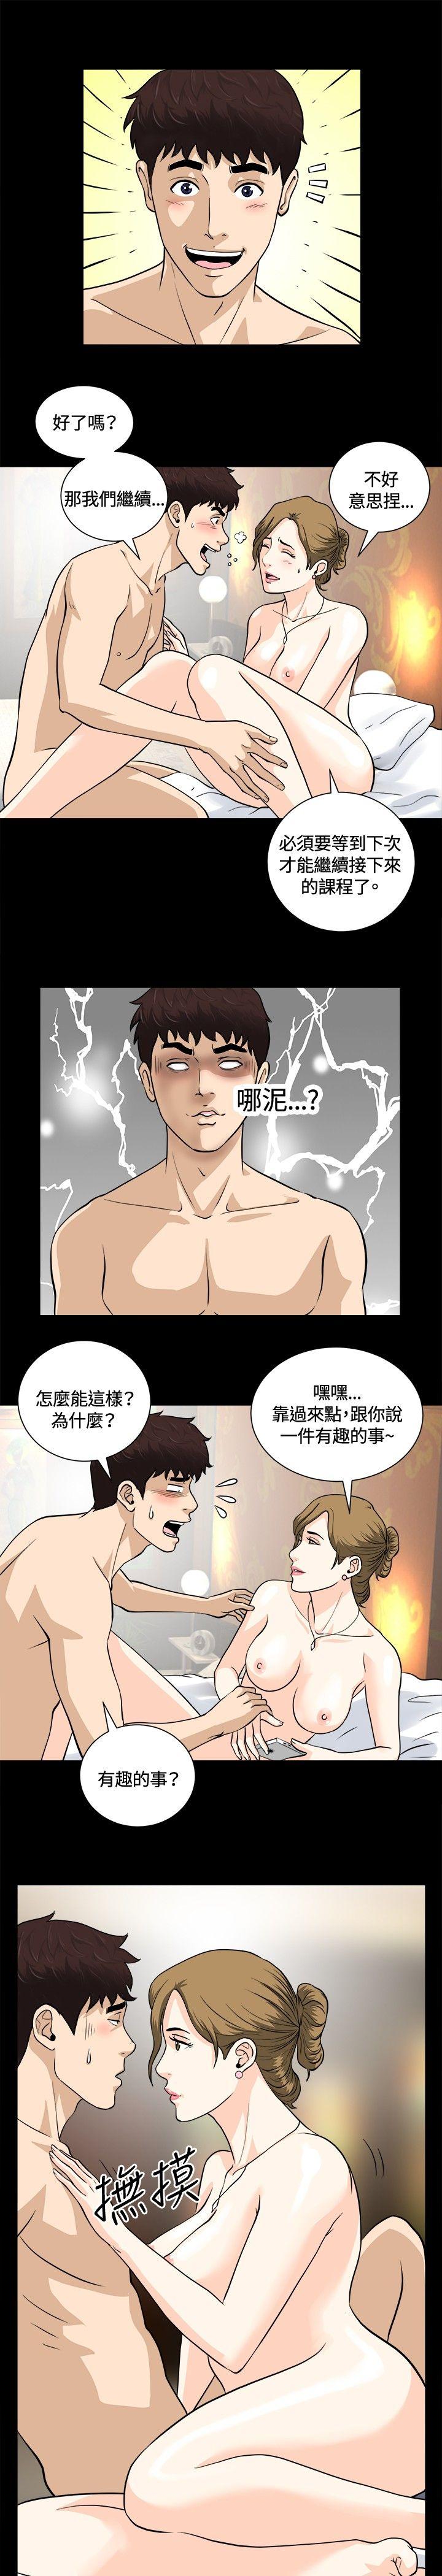 好了嗎？
那我們繼續...
不好
意思捏...
必須要等到下次
才能繼續接下來
的課程了。
哪泥...?
怎麼能這樣？
為什麼？
嘿嘿...
靠過來點，跟你說
一件有趣的事~
有趣的事？
撫摸